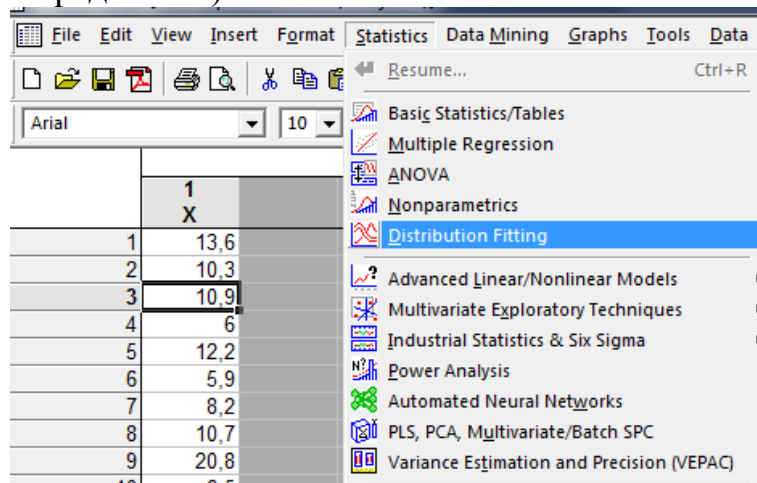 File Edit View Insert Format Statistics Data Mining Graphs Tools Data
Resume... Ctrl+R
Arial 10
Basic Statistics/Tables
Multiple Regression
ANOVA
Nonparametrics
Distribution Fitting
Advanced Linear/Nonlinear Models
Multivariate Exploratory Techniques
Industrial Statistics & Six Sigma
Power Analysis
Automated Neural Networks
PLS, PCA, Multivariate/Batch SPC
Variance Estimation and Precision (VEPAC)
1
X
1 13,6
2 10,3
3 10,9
4 6
5 12,2
6 5,9
7 8,2
8 10,7
9 20,8